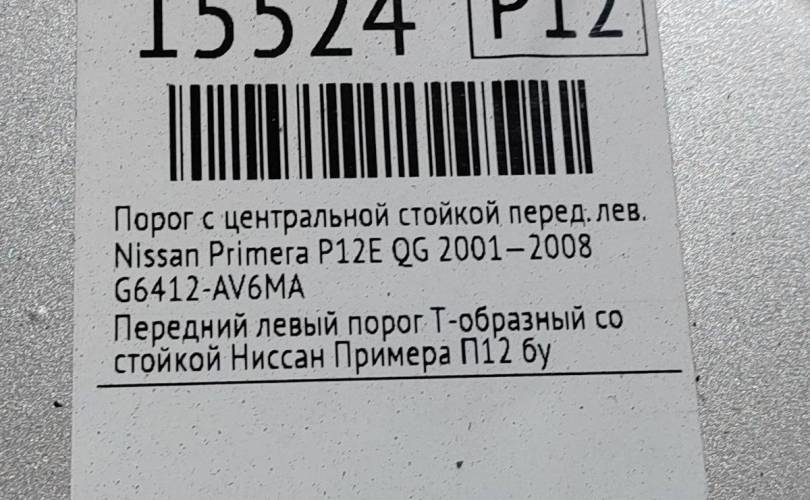 15524 P12
Порог с центральной стойкой перед. лев.
Nissan Primera P12E QG 2001–2008
G6412-AV6MA
Передний левый порог Т-образный со
стойкой Ниссан Примера П12 бу